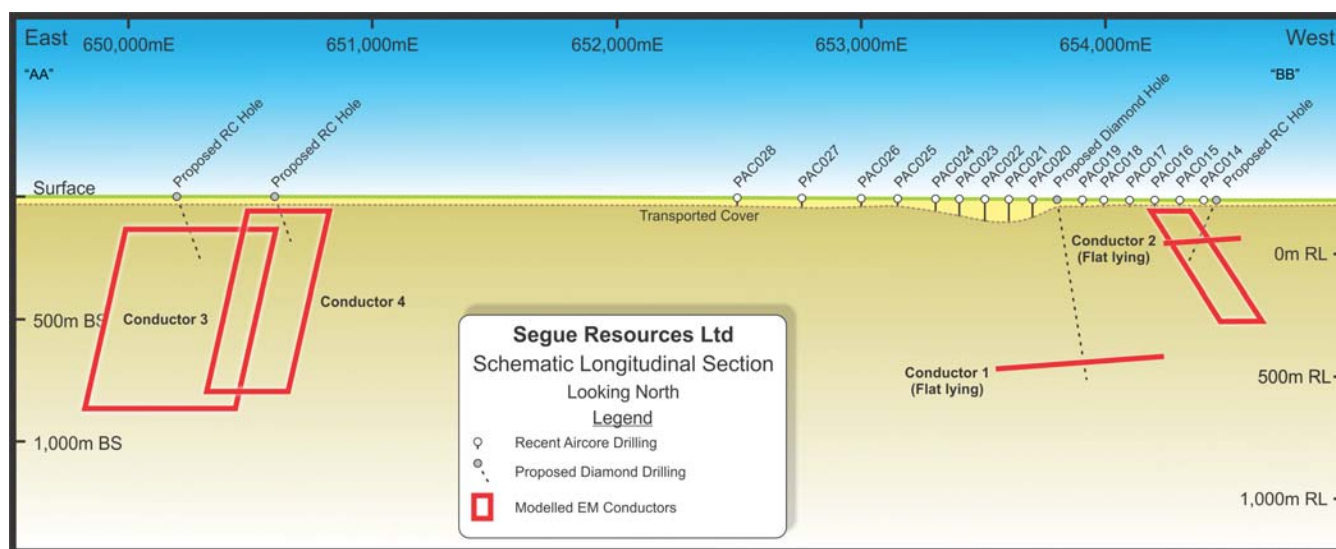 East
West
650,000mE
651,000mE
652,000mE
653,000mE
654,000mE
"AA"
"BB"
Proposed RC Hole
Proposed RC Hole
PAC028
PAC027
PAC026
PAC025
PAC024
PAC023
PAC022
PAC021
PAC020
Proposed Diamond Hole
PAC019
PAC018
PAC017
PAC016
PAC015
PAC014
Proposed RC Hole
Surface
Transported Cover
Conductor 2
(Flat lying)
0m RL
Conductor 3
Conductor 4
500m BS
Conductor 1
(Flat lying)
500m RL
1,000m BS
1,000m RL
Segue Resources Ltd
Schematic Longitudinal Section
Looking North
Legend
Recent Aircore Drilling
Proposed Diamond Drilling
Modelled EM Conductors